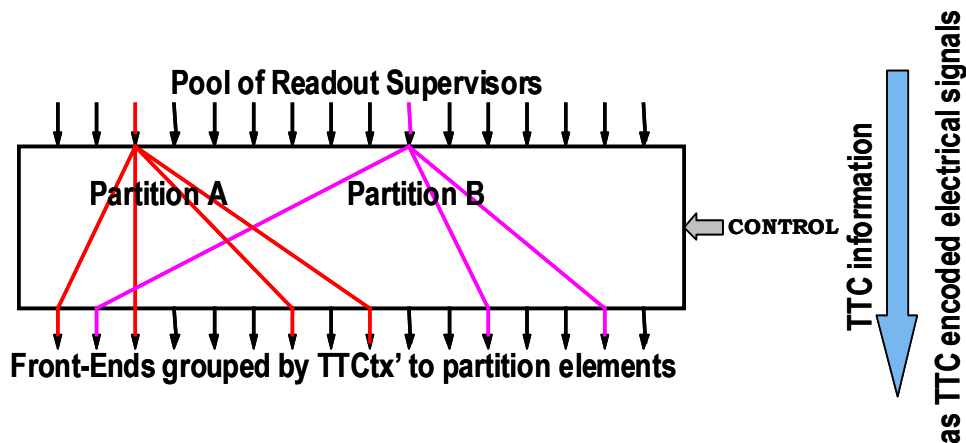 Pool of Readout Supervisors
Partition A
Partition B
CONTROL
Front-Ends grouped by TTCtx' to partition elements
TTC information
as TTC encoded electrical signals